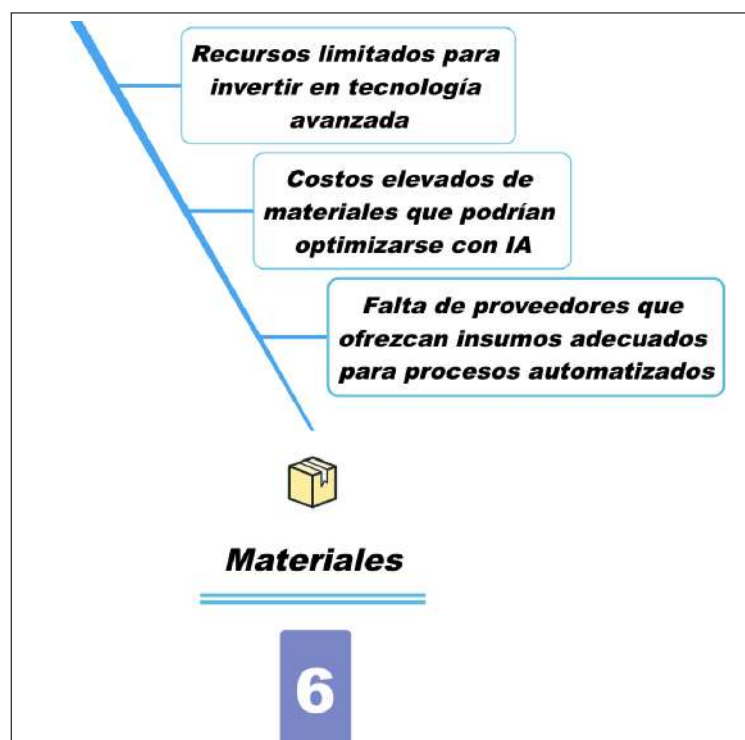 Recursos limitados para
invertir en tecnología
avanzada
Costos elevados de
materiales que podrían
optimizarse con IA
Falta de proveedores que
ofrezcan insumos adecuados
para procesos automatizados
Materiales
6